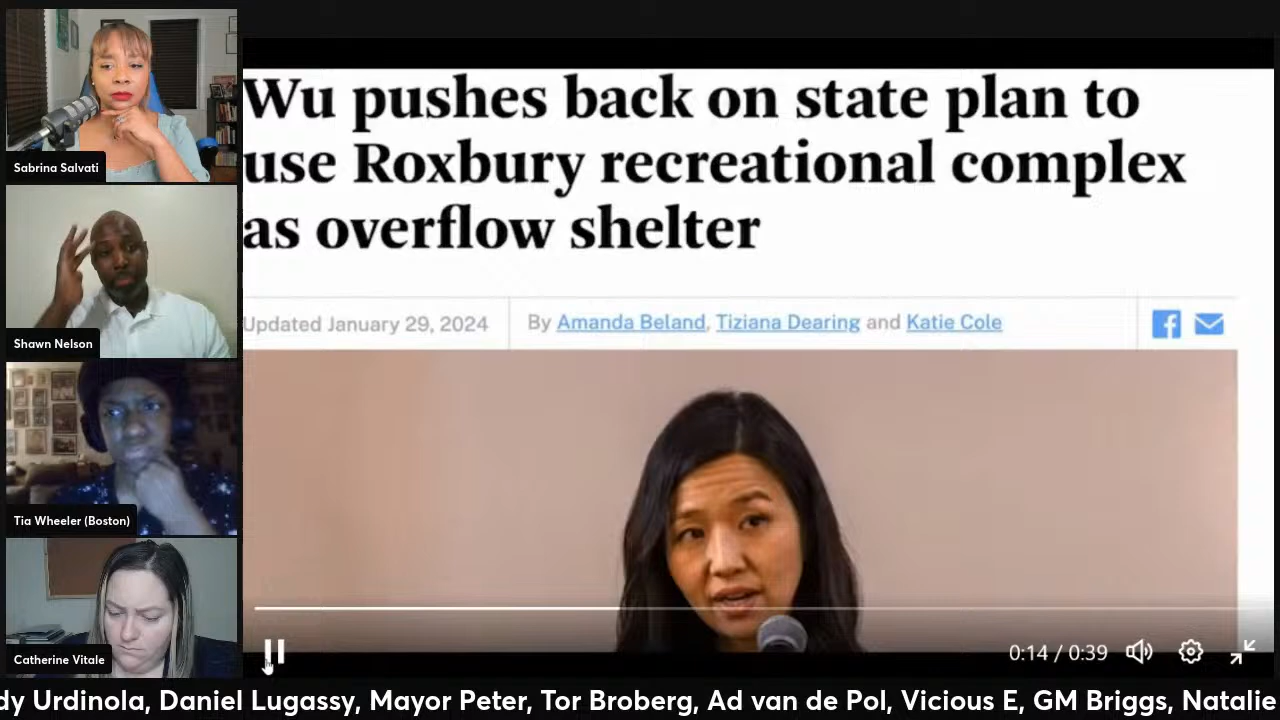 Sabrina Salvati
Shawn Nelson
Tia Wheeler (Boston)
Catherine Vitale
Wu pushes back on state plan to
use Roxbury recreational complex
as overflow shelter
Updated January 29, 2024
By Amanda Beland, Tiziana Dearing and Katie Cole
0:14 / 0:39
dy Urdinola, Daniel Lugassy, Mayor Peter, Tor Broberg, Ad van de Pol, Vicious E, GM Briggs, Natalie